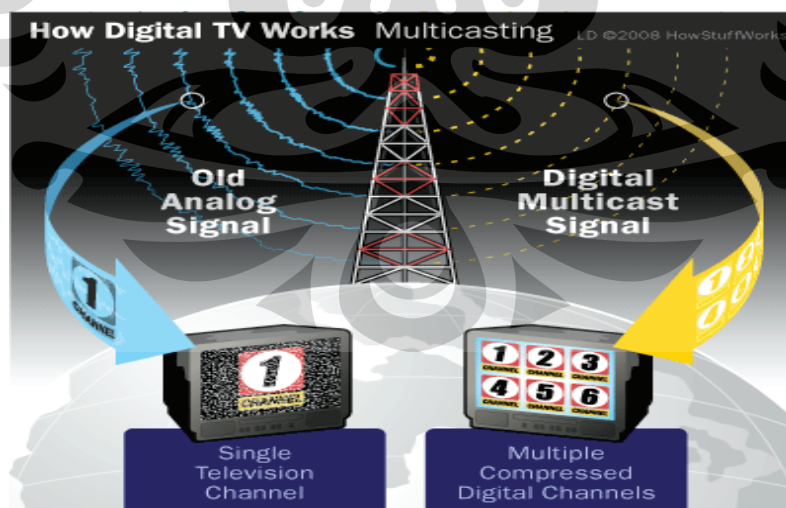 How Digital TV Works Multicasting
LD ©2008 HowStuffWorks
Old
Analog
Signal
Digital
Multicast
Signal
1
CHANNEL
1
CHANNEL
1 2 3
CHANNEL CHANNEL CHANNEL
4 5 6
CHANNEL CHANNEL CHANNEL
Single
Television
Channel
Multiple
Compressed
Digital Channels